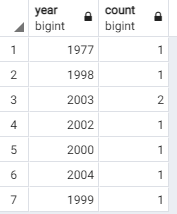 year count
bigint bigint
1 1977 1
2 1998 1
3 2003 2
4 2002 1
5 2000 1
6 2004 1
7 1999 1